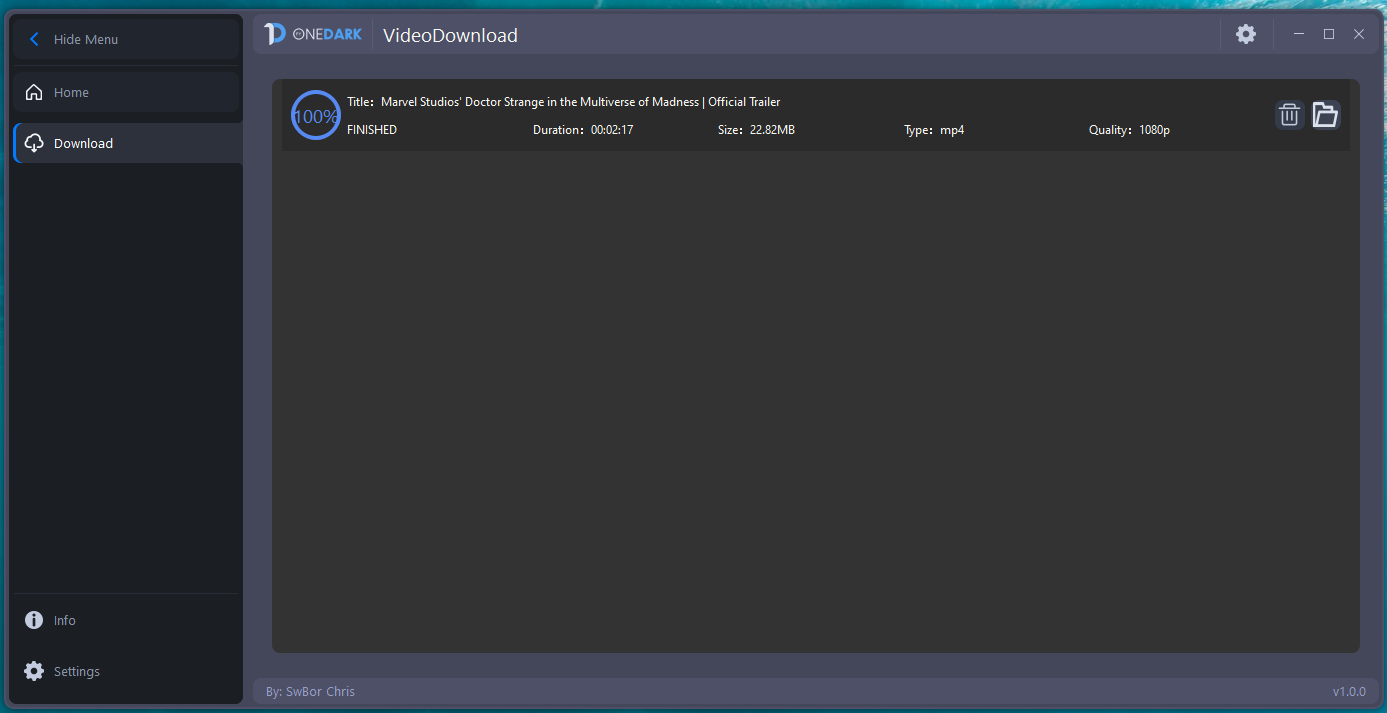 Hide Menu
Home
Download
Info
Settings
ONEDARK
VideoDownload
100%
Title： Marvel Studios' Doctor Strange in the Multiverse of Madness | Official Trailer
FINISHED Duration：00:02:17 Size：22.82MB Type：mp4 Quality：1080p
By: SwBor Chris
v1.0.0